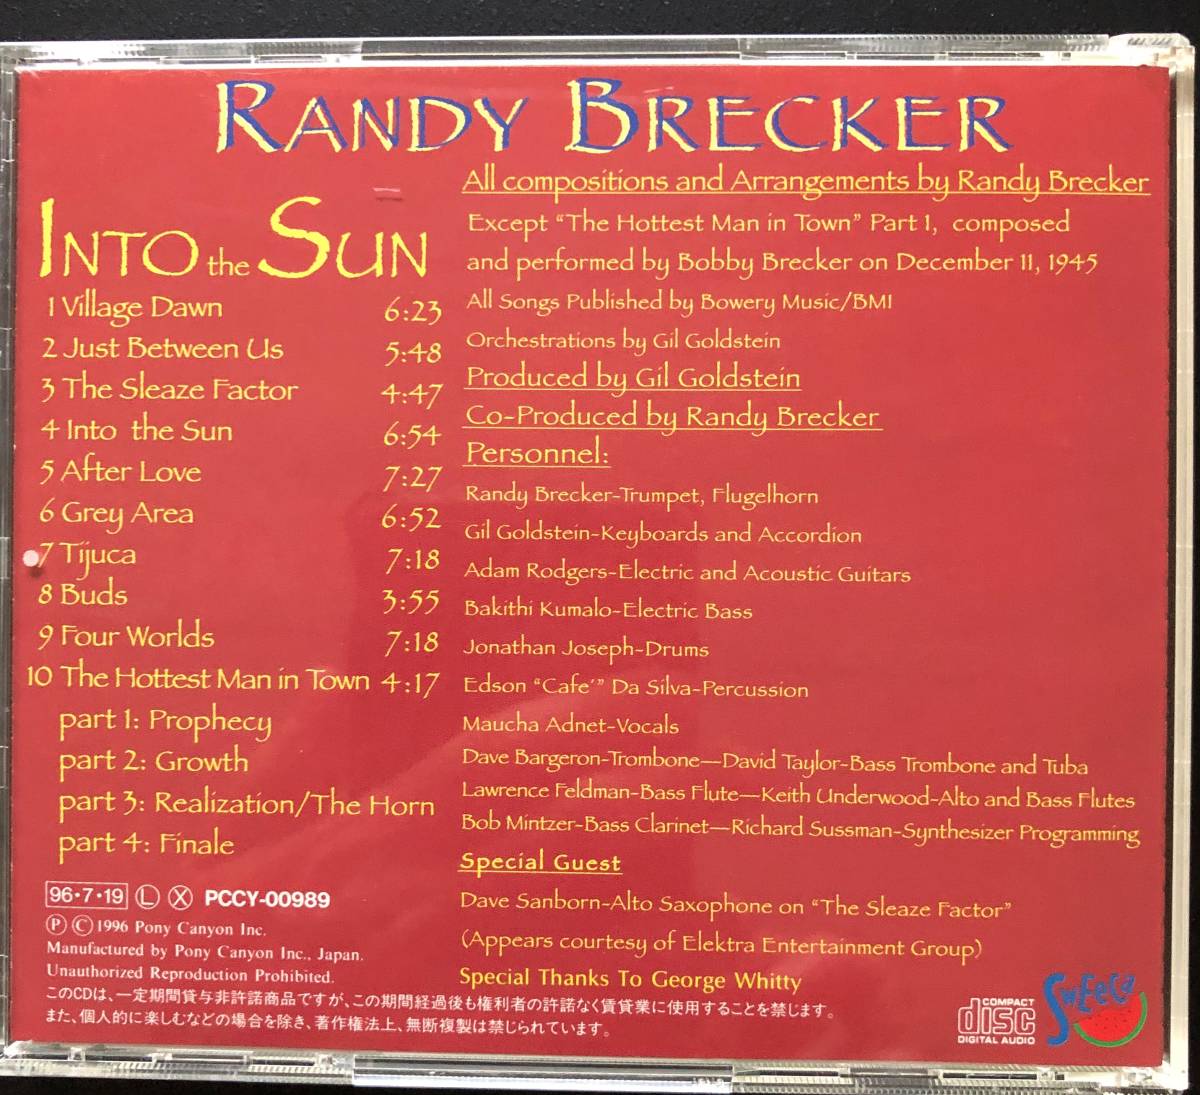 RANDY BRECKER
INTO the SUN
1 Village Dawn 6:23
2 Just Between Us 5:48
3 The Sleaze Factor 4:47
4 Into the Sun 6:54
5 After Love 7:27
6 Grey Area 6:52
7 Tijuca 7:18
8 Buds 3:55
9 Four Worlds 7:18
10 The Hottest Man in Town 4:17
part 1: Prophecy
part 2: Growth
part 3: Realization/The Horn
part 4: Finale
96・7・19 L X PCCY-00989
Ⓟ © 1996 Pony Canyon Inc.
Manufactured by Pony Canyon Inc., Japan.
Unauthorized Reproduction Prohibited.
このCDは、一定期間貸与非許諾商品ですが、この期間経過後も権利者の許諾なく賃貸業に使用することを禁じます。
また、個人的に楽しむなどの場合を除き、著作権法上、無断複製は禁じられています。
All compositions and Arrangements by Randy Brecker
Except “The Hottest Man in Town” Part 1, composed
and performed by Bobby Brecker on December 11, 1945
All Songs Published by Bowery Music/BMI
Orchestrations by Gil Goldstein
Produced by Gil Goldstein
Co-Produced by Randy Brecker
Personnel:
Randy Brecker-Trumpet, Flugelhorn
Gil Goldstein-Keyboards and Accordion
Adam Rodgers-Electric and Acoustic Guitars
Bakithi Kumalo-Electric Bass
Jonathan Joseph-Drums
Edson “Cafe´” Da Silva-Percussion
Maucha Adnet-Vocals
Dave Bargeron-Trombone—David Taylor-Bass Trombone and Tuba
Lawrence Feldman-Bass Flute—Keith Underwood-Alto and Bass Flutes
Bob Mintzer-Bass Clarinet—Richard Sussman-Synthesizer Programming
Special Guest
Dave Sanborn-Alto Saxophone on “The Sleaze Factor”
(Appears courtesy of Elektra Entertainment Group)
Special Thanks To George Whitty
COMPACT
disc
DIGITAL AUDIO
SWEECA